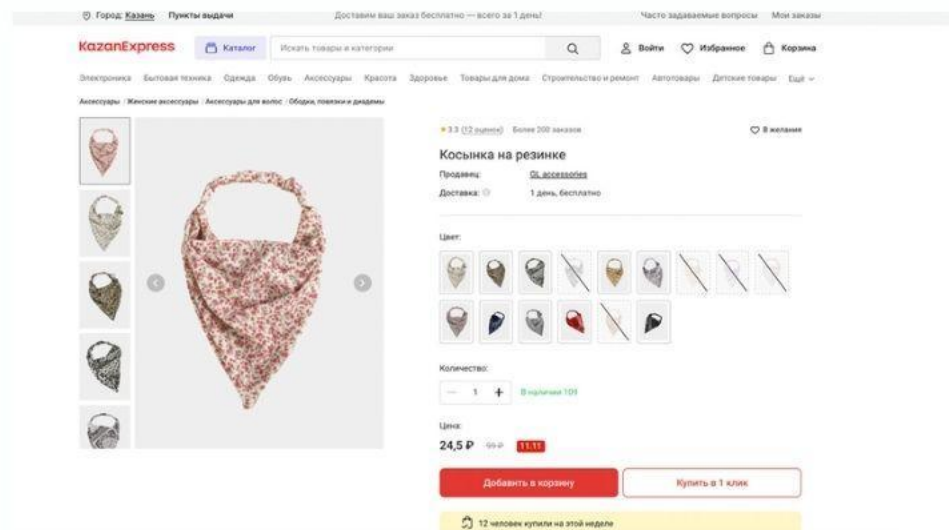 Город: Казань Пункты выдачи Доставим ваш заказ бесплатно — всего за 1 день! Часто задаваемые вопросы Мои заказы
KazanExpress Каталог Искать товары и категории Войти Избранное Корзина
Электроника Бытовая техника Одежда Обувь Аксессуары Красота Здоровье Товары для дома Строительство и ремонт Автотовары Детские товары Ещё
Аксессуары / Женские аксессуары / Аксессуары для волос / Ободки, повязки и диадемы
3.3 (12 оценок) Более 200 заказов В желания
Косынка на резинке
Продавец: GL accessories
Доставка: 1 день, бесплатно
Цвет:
Количество:
— 1 + В наличии 109
Цена:
24,5 ₽ 99 ₽ 11.11
Добавить в корзину Купить в 1 клик
12 человек купили на этой неделе